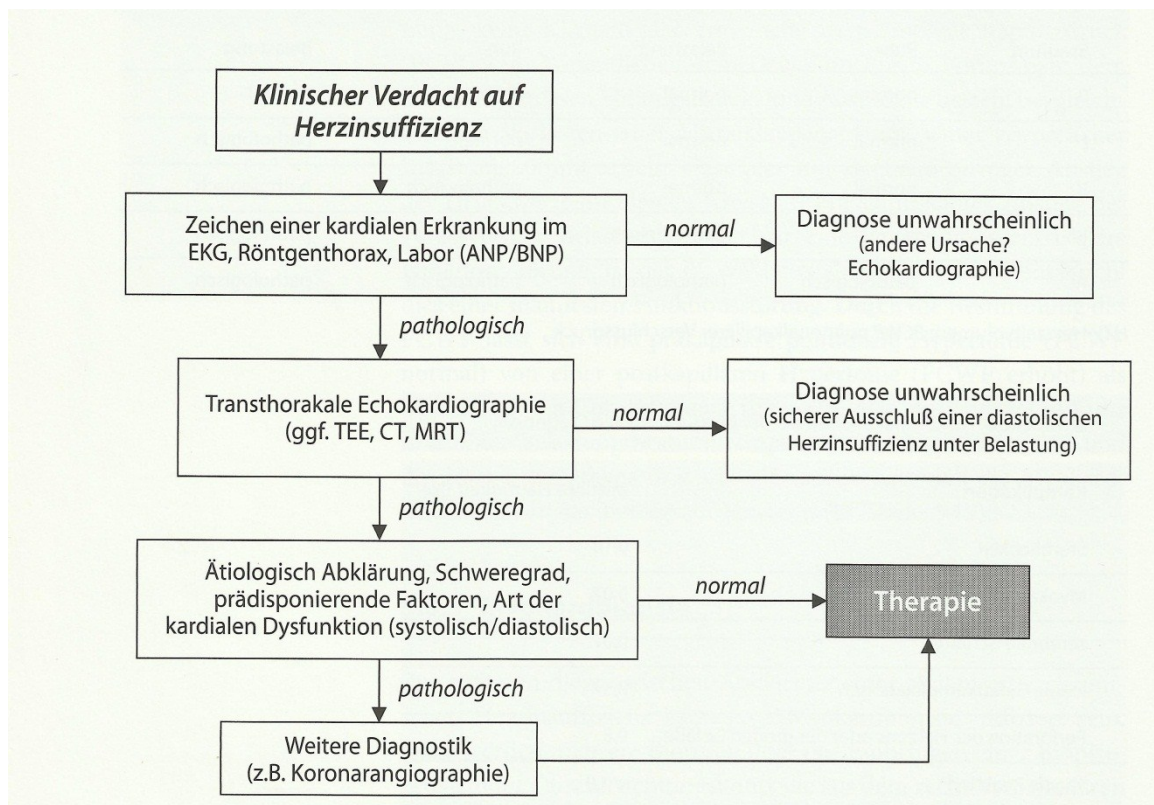 Klinischer Verdacht auf
Herzinsuffizienz
Zeichen einer kardialen Erkrankung im
EKG, Röntgenthorax, Labor (ANP/BNP)
normal
Diagnose unwahrscheinlich
(andere Ursache?
Echokardiographie)
pathologisch
Transthorakale Echokardiographie
(ggf. TEE, CT, MRT)
normal
Diagnose unwahrscheinlich
(sicherer Ausschluß einer diastolischen
Herzinsuffizienz unter Belastung)
pathologisch
Ätiologisch Abklärung, Schweregrad,
prädisponierende Faktoren, Art der
kardialen Dysfunktion (systolisch/diastolisch)
normal
Therapie
pathologisch
Weitere Diagnostik
(z.B. Koronarangiographie)